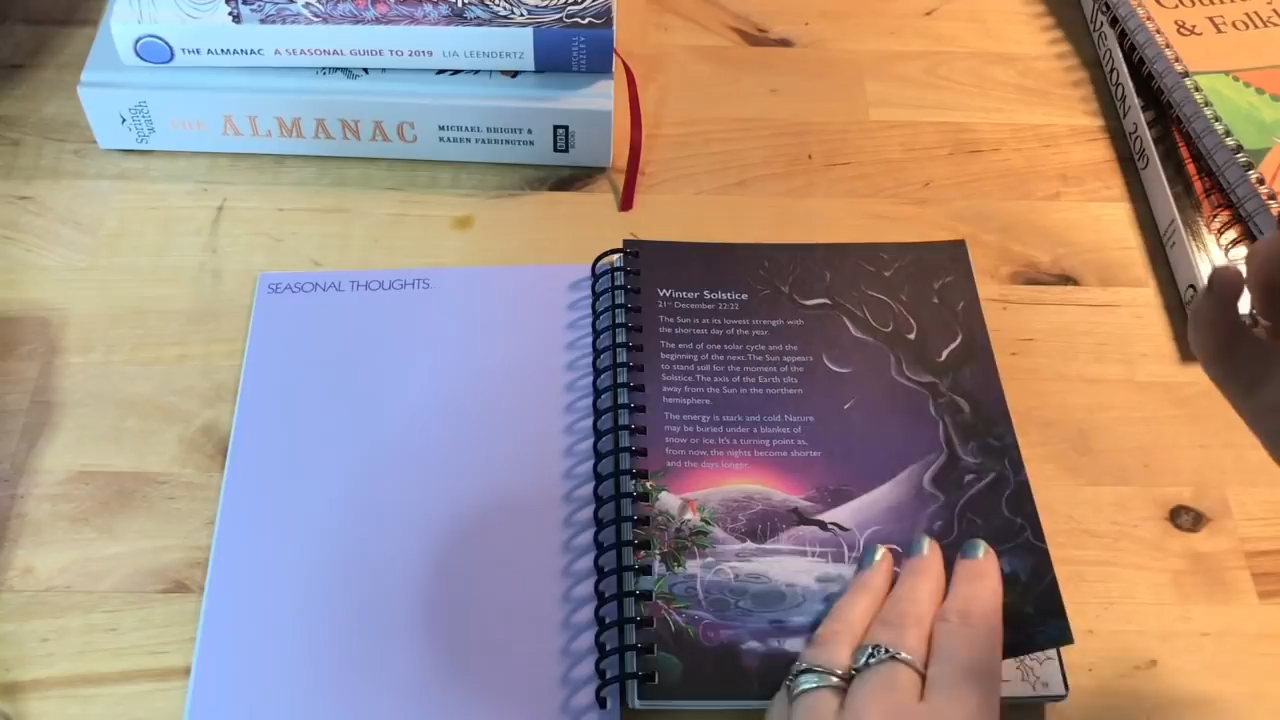 THE ALMANAC A SEASONAL GUIDE TO 2019 LIA LEENDERTZ
MITCHELL
BEAZLEY
Spring
watch
THE ALMANAC
MICHAEL BRIGHT &
KAREN FARRINGTON
BBC
BOOKS
& Folk
MOON 2019
SEASONAL THOUGHTS...
Winter Solstice
21st December 22:22
The Sun is at its lowest strength with
the shortest day of the year.
The end of one solar cycle and the
beginning of the next. The Sun appears
to stand still for the moment of the
Solstice. The axis of the Earth tilts
away from the Sun in the northern
hemisphere.
The energy is stark and cold. Nature
may be buried under a blanket of
snow or ice. It's a turning point as,
from now, the nights become shorter
and the days longer.